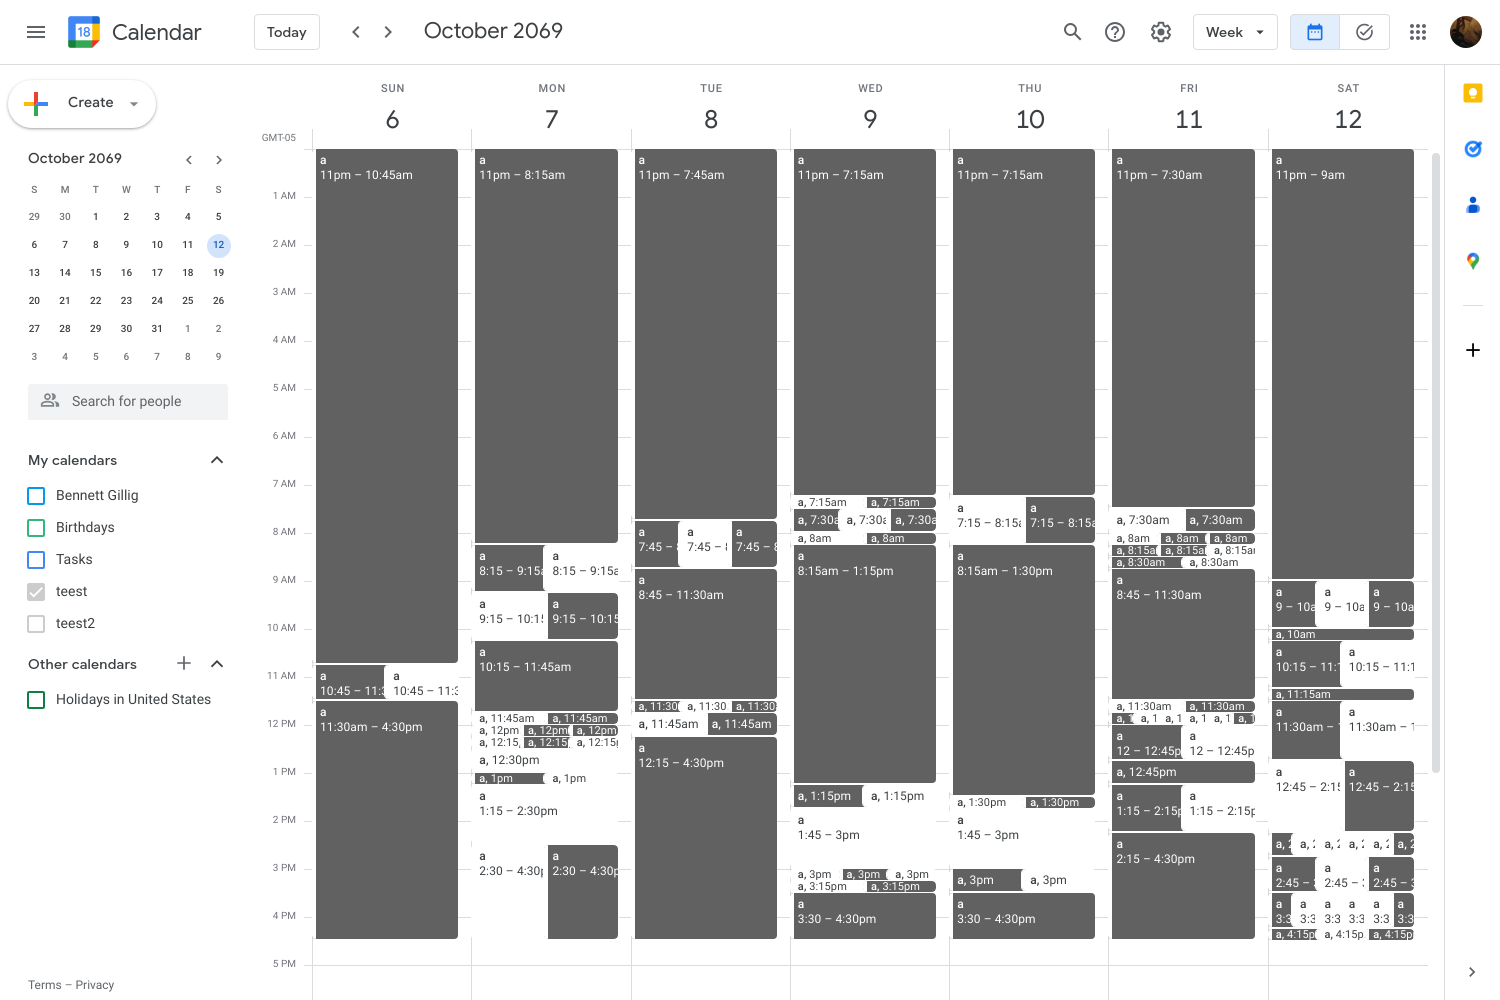 18 Calendar
Today
October 2069
Week
Create
October 2069
S M T W T F S
29 30 1 2 3 4 5
6 7 8 9 10 11 12
13 14 15 16 17 18 19
20 21 22 23 24 25 26
27 28 29 30 31 1 2
3 4 5 6 7 8 9
Search for people
My calendars
Bennett Gillig
Birthdays
Tasks
teest
teest2
Other calendars
Holidays in United States
Terms – Privacy
GMT-05
1 AM
2 AM
3 AM
4 AM
5 AM
6 AM
7 AM
8 AM
9 AM
10 AM
11 AM
12 PM
1 PM
2 PM
3 PM
4 PM
5 PM
SUN
6
a
11pm – 10:45am
a
10:45 – 11:3
a
10:45 – 11:3
a
11:30am – 4:30pm
MON
7
a
11pm – 8:15am
a
8:15 – 9:15a
a
8:15 – 9:15a
a
9:15 – 10:15
a
9:15 – 10:15
a
10:15 – 11:45am
a, 11:45am
a, 11:45am
a, 12pm
a, 12pm
a, 12pm
a, 12:15
a, 12:15
a, 12:15
a, 12:30pm
a, 1pm
a, 1pm
a
1:15 – 2:30pm
a
2:30 – 4:30p
a
2:30 – 4:30p
TUE
8
a
11pm – 7:45am
a
7:45 – 8
a
7:45 – 8
a
7:45 – 8
a
8:45 – 11:30am
a, 11:30
a, 11:30
a, 11:30
a, 11:45am
a, 11:45am
a
12:15 – 4:30pm
WED
9
a
11pm – 7:15am
a, 7:15am
a, 7:15am
a, 7:30a
a, 7:30a
a, 7:30a
a, 8am
a, 8am
a
8:15am – 1:15pm
a, 1:15pm
a, 1:15pm
a
1:45 – 3pm
a, 3pm
a, 3pm
a, 3pm
a, 3:15pm
a, 3:15pm
a
3:30 – 4:30pm
THU
10
a
11pm – 7:15am
a
7:15 – 8:15a
a
7:15 – 8:15a
a
8:15am – 1:30pm
a, 1:30pm
a, 1:30pm
a
1:45 – 3pm
a, 3pm
a, 3pm
a
3:30 – 4:30pm
FRI
11
a
11pm – 7:30am
a, 7:30am
a, 7:30am
a, 8am
a, 8am
a, 8am
a, 8:15a
a, 8:15a
a, 8:15a
a, 8:30am
a, 8:30am
a
8:45 – 11:30am
a, 11:30am
a, 11:30am
a, 1
a, 1
a, 1
a, 1
a, 1
a, 1
a
12 – 12:45p
a
12 – 12:45p
a, 12:45pm
a
1:15 – 2:15p
a
1:15 – 2:15p
a
2:15 – 4:30pm
SAT
12
a
11pm – 9am
a
9 – 10a
a
9 – 10a
a
9 – 10a
a, 10am
a
10:15 – 11:1
a
10:15 – 11:1
a, 11:15am
a
11:30am –
a
11:30am – 1
a
12:45 – 2:15
a
12:45 – 2:15
a, 2
a, 2
a, 2
a, 2
a, 2
a, 2
a
2:45 – 3
a
2:45 – 3
a
2:45 – 3
a
3:3
a
3:3
a
3:3
a
3:3
a
3:3
a
3:3
a, 4:15p
a, 4:15p
a, 4:15p